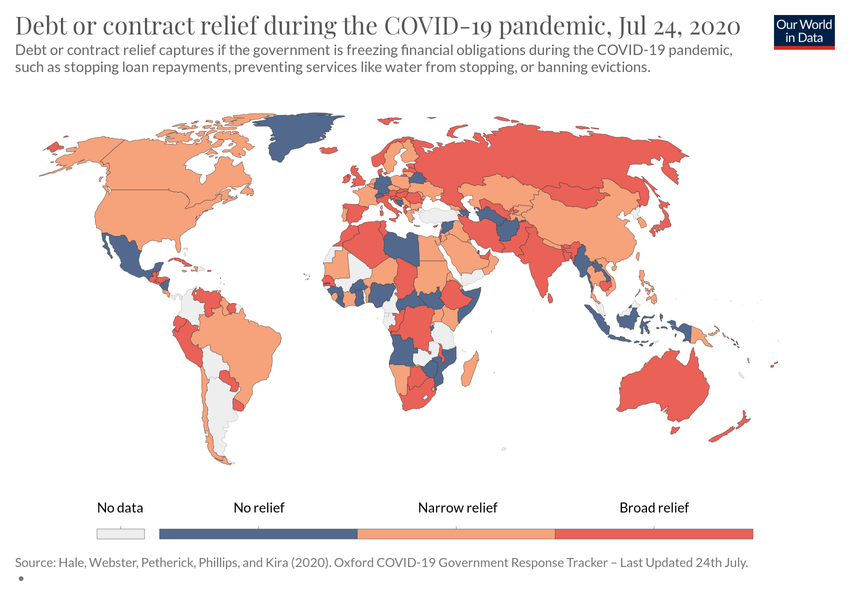 Debt or contract relief during the COVID-19 pandemic, Jul 24, 2020
Our World
in Data
Debt or contract relief captures if the government is freezing financial obligations during the COVID-19 pandemic,
such as stopping loan repayments, preventing services like water from stopping, or banning evictions.
No data
No relief
Narrow relief
Broad relief
Source: Hale, Webster, Petherick, Phillips, and Kira (2020). Oxford COVID-19 Government Response Tracker – Last Updated 24th July.
•